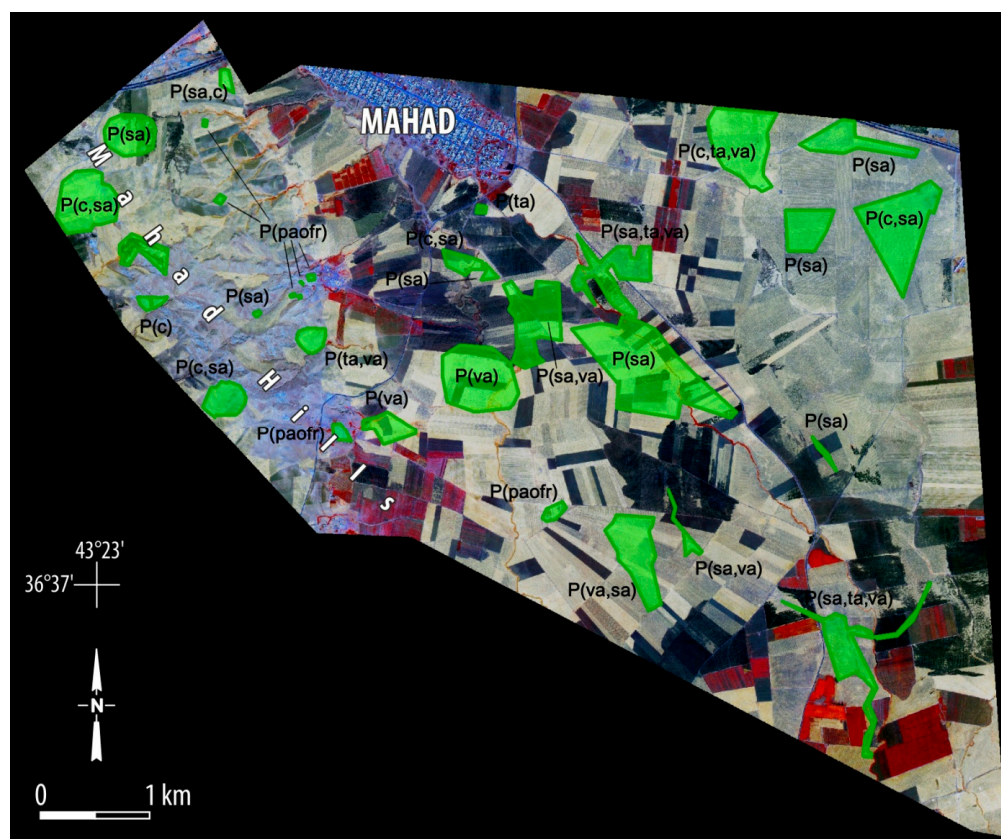 P(sa,c)
MAHAD
P(sa)
P(c,ta,va)
P(sa)
P(c,sa)
P(ta)
P(c,sa)
P(paofr)
P(c,sa)
P(sa,ta,va)
P(sa)
P(sa)
P(sa)
P(c)
Mahad Hills
P(c,sa)
P(ta,va)
P(va)
P(sa,va)
P(sa)
P(va)
P(paofr)
P(sa)
P(paofr)
P(sa,va)
P(va,sa)
P(sa,ta,va)
43°23'
36°37'
N
0 1 km